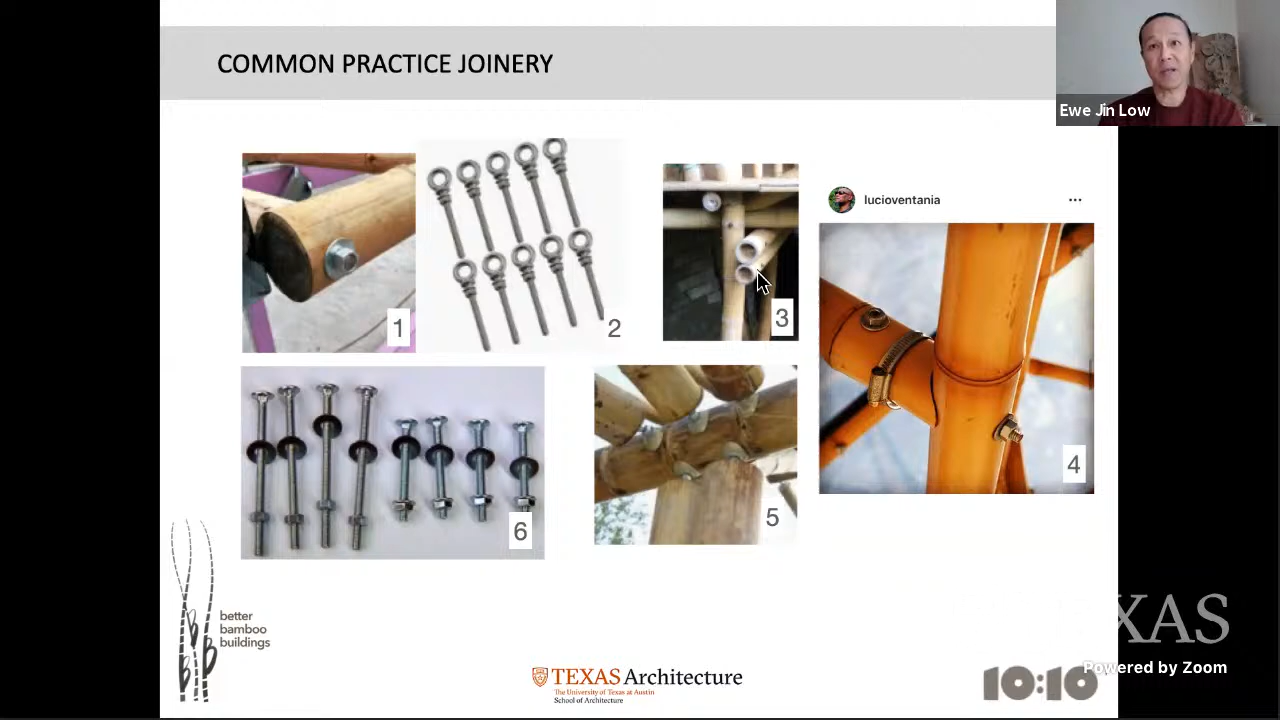 COMMON PRACTICE JOINERY
Ewe Jin Low
lucioventania
1
2
3
4
5
6
better
bamboo
buildings
TEXAS Architecture
The University of Texas at Austin
School of Architecture
10:10
XAS
Powered by Zoom